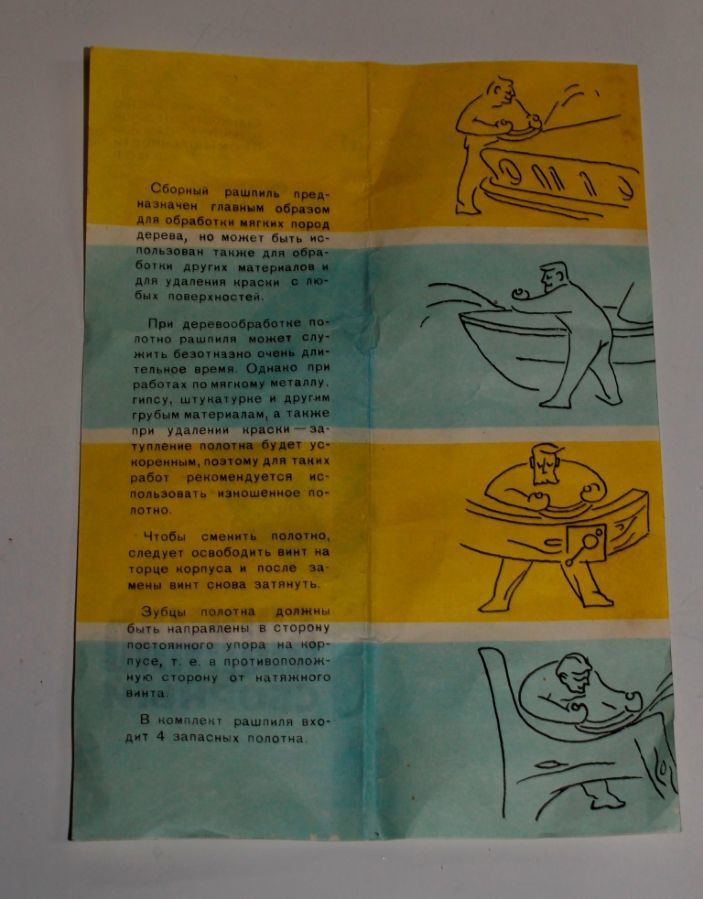 Сборный рашпиль пред-
назначен главным образом
для обработки мягких пород
дерева, но может быть ис-
пользован также для обра-
ботки других материалов и
для удаления краски с лю-
бых поверхностей.
При деревообработке по-
лотно рашпиля может слу-
жить безотказно очень дли-
тельное время. Однако при
работах по мягкому металлу,
гипсу, штукатурке и другим
грубым материалам, а также
при удалении краски — за-
тупление полотна будет ус-
коренным, поэтому для таких
работ рекомендуется ис-
пользовать изношенное по-
лотно.
Чтобы сменить полотно,
следует освободить винт на
торце корпуса и после за-
мены винт снова затянуть.
Зубцы полотна должны
быть направлены в сторону
постоянного упора на кор-
пусе, т. е. в противополож-
ную сторону от натяжного
винта.
В комплект рашпиля вхо-
дит 4 запасных полотна.